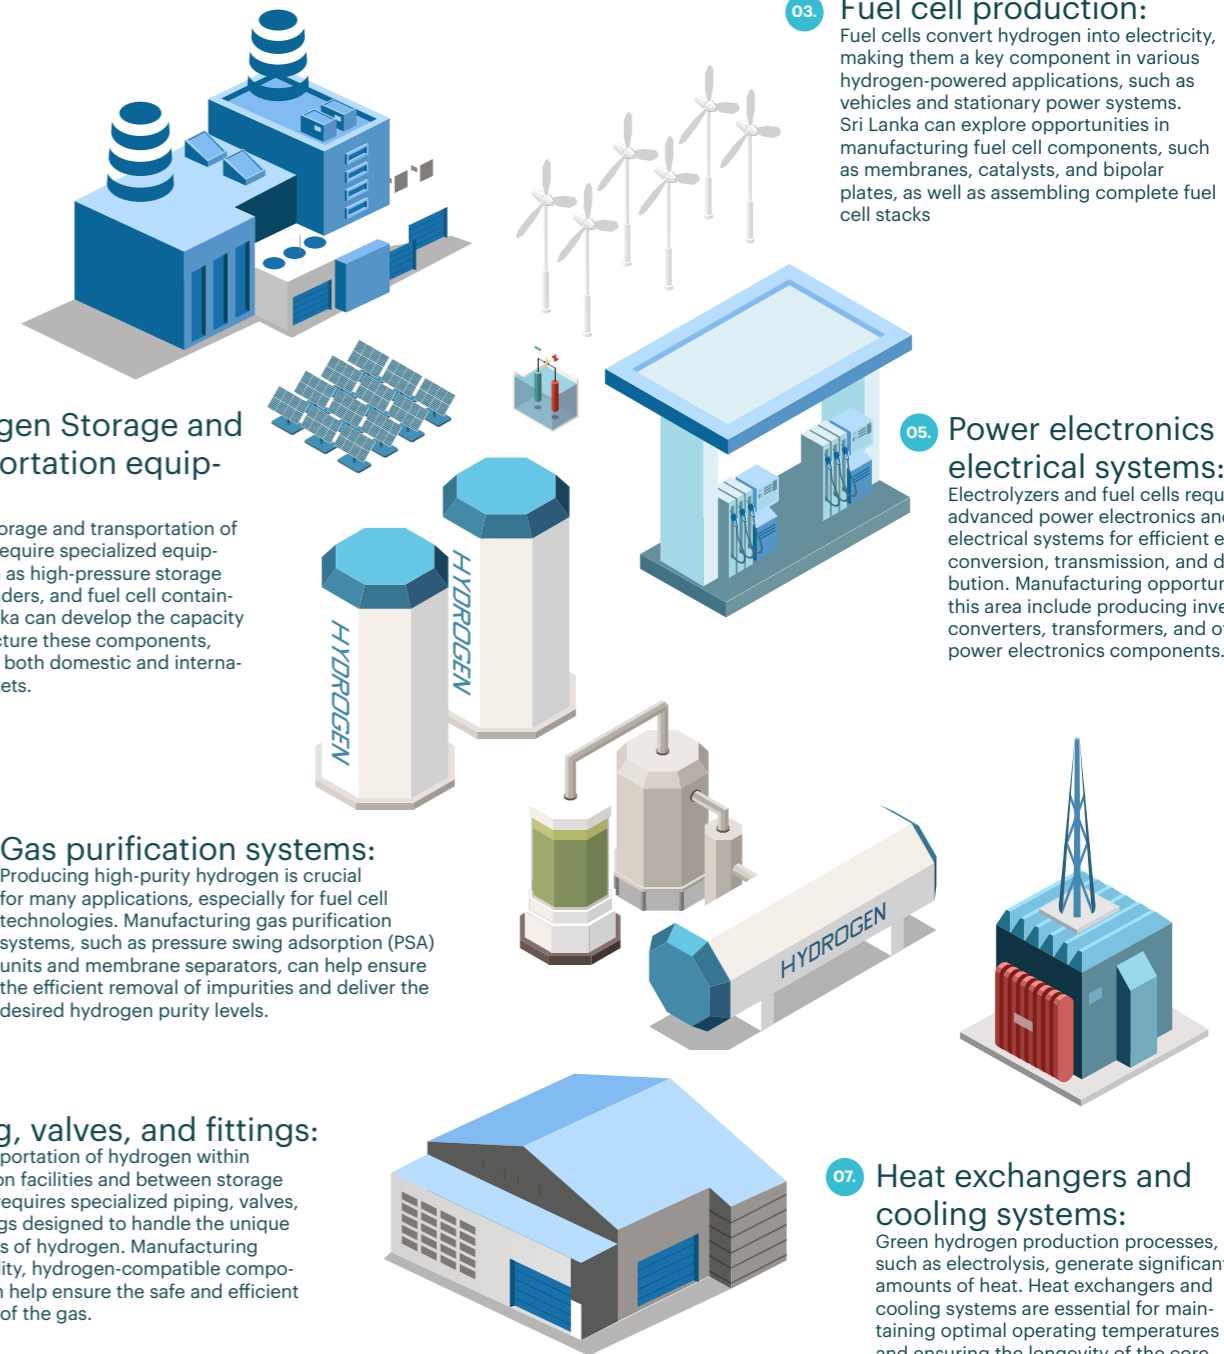 03.
Fuel cell production:
Fuel cells convert hydrogen into electricity,
making them a key component in various
hydrogen-powered applications, such as
vehicles and stationary power systems.
Sri Lanka can explore opportunities in
manufacturing fuel cell components, such
as membranes, catalysts, and bipolar
plates, as well as assembling complete fuel
cell stacks
gen Storage and
ortation equip-
orage and transportation of
equire specialized equip-
as high-pressure storage
ders, and fuel cell contain-
ka can develop the capacity
cture these components,
both domestic and interna-
ets.
05.
Power electronics
electrical systems:
Electrolyzers and fuel cells requ
advanced power electronics and
electrical systems for efficient e
conversion, transmission, and d
bution. Manufacturing opportu
this area include producing inve
converters, transformers, and o
power electronics components.
HYDROGEN
HYDROGEN
Gas purification systems:
Producing high-purity hydrogen is crucial
for many applications, especially for fuel cell
technologies. Manufacturing gas purification
systems, such as pressure swing adsorption (PSA)
units and membrane separators, can help ensure
the efficient removal of impurities and deliver the
desired hydrogen purity levels.
HYDROGEN
g, valves, and fittings:
portation of hydrogen within
on facilities and between storage
requires specialized piping, valves,
gs designed to handle the unique
s of hydrogen. Manufacturing
lity, hydrogen-compatible compo-
n help ensure the safe and efficient
of the gas.
07.
Heat exchangers and
cooling systems:
Green hydrogen production processes,
such as electrolysis, generate significant
amounts of heat. Heat exchangers and
cooling systems are essential for main-
taining optimal operating temperatures
and ensuring the longevity of the core